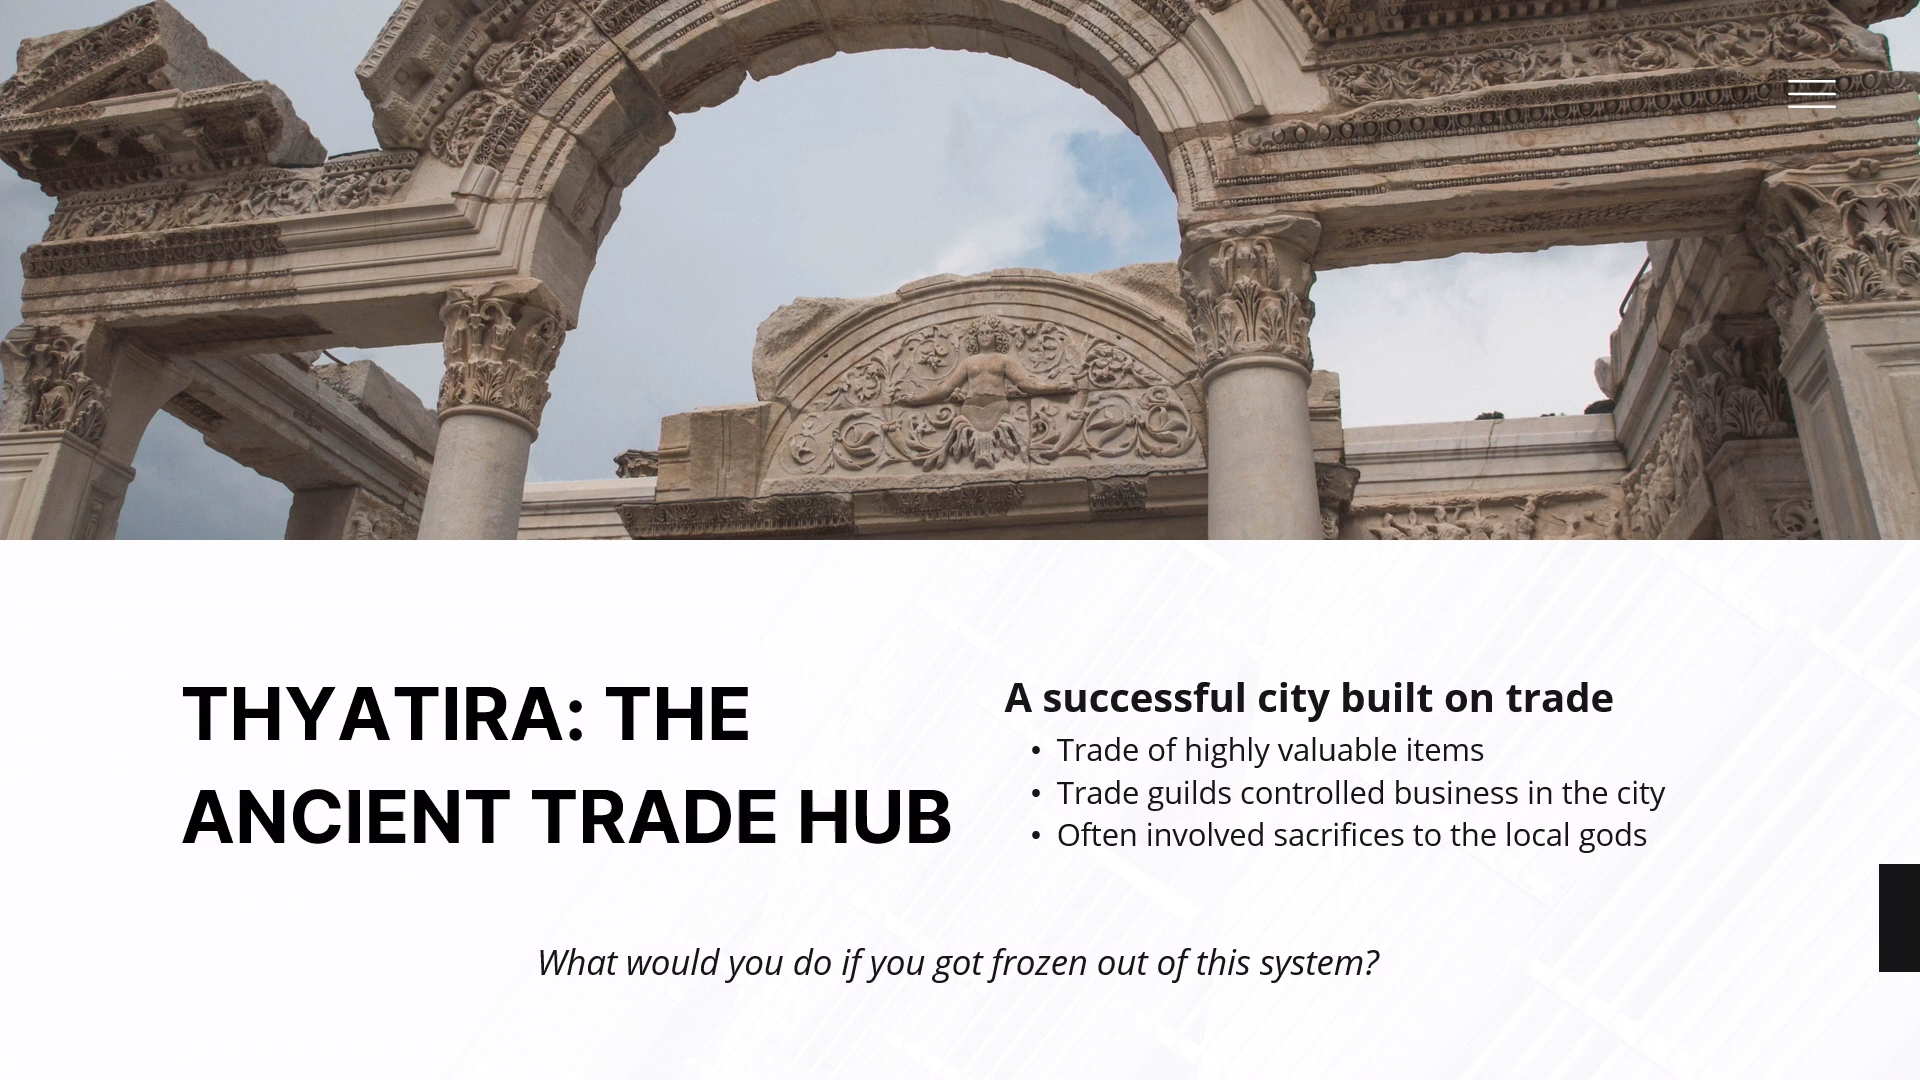 THYATIRA: THE
ANCIENT TRADE HUB
A successful city built on trade
• Trade of highly valuable items
• Trade guilds controlled business in the city
• Often involved sacrifices to the local gods
What would you do if you got frozen out of this system?